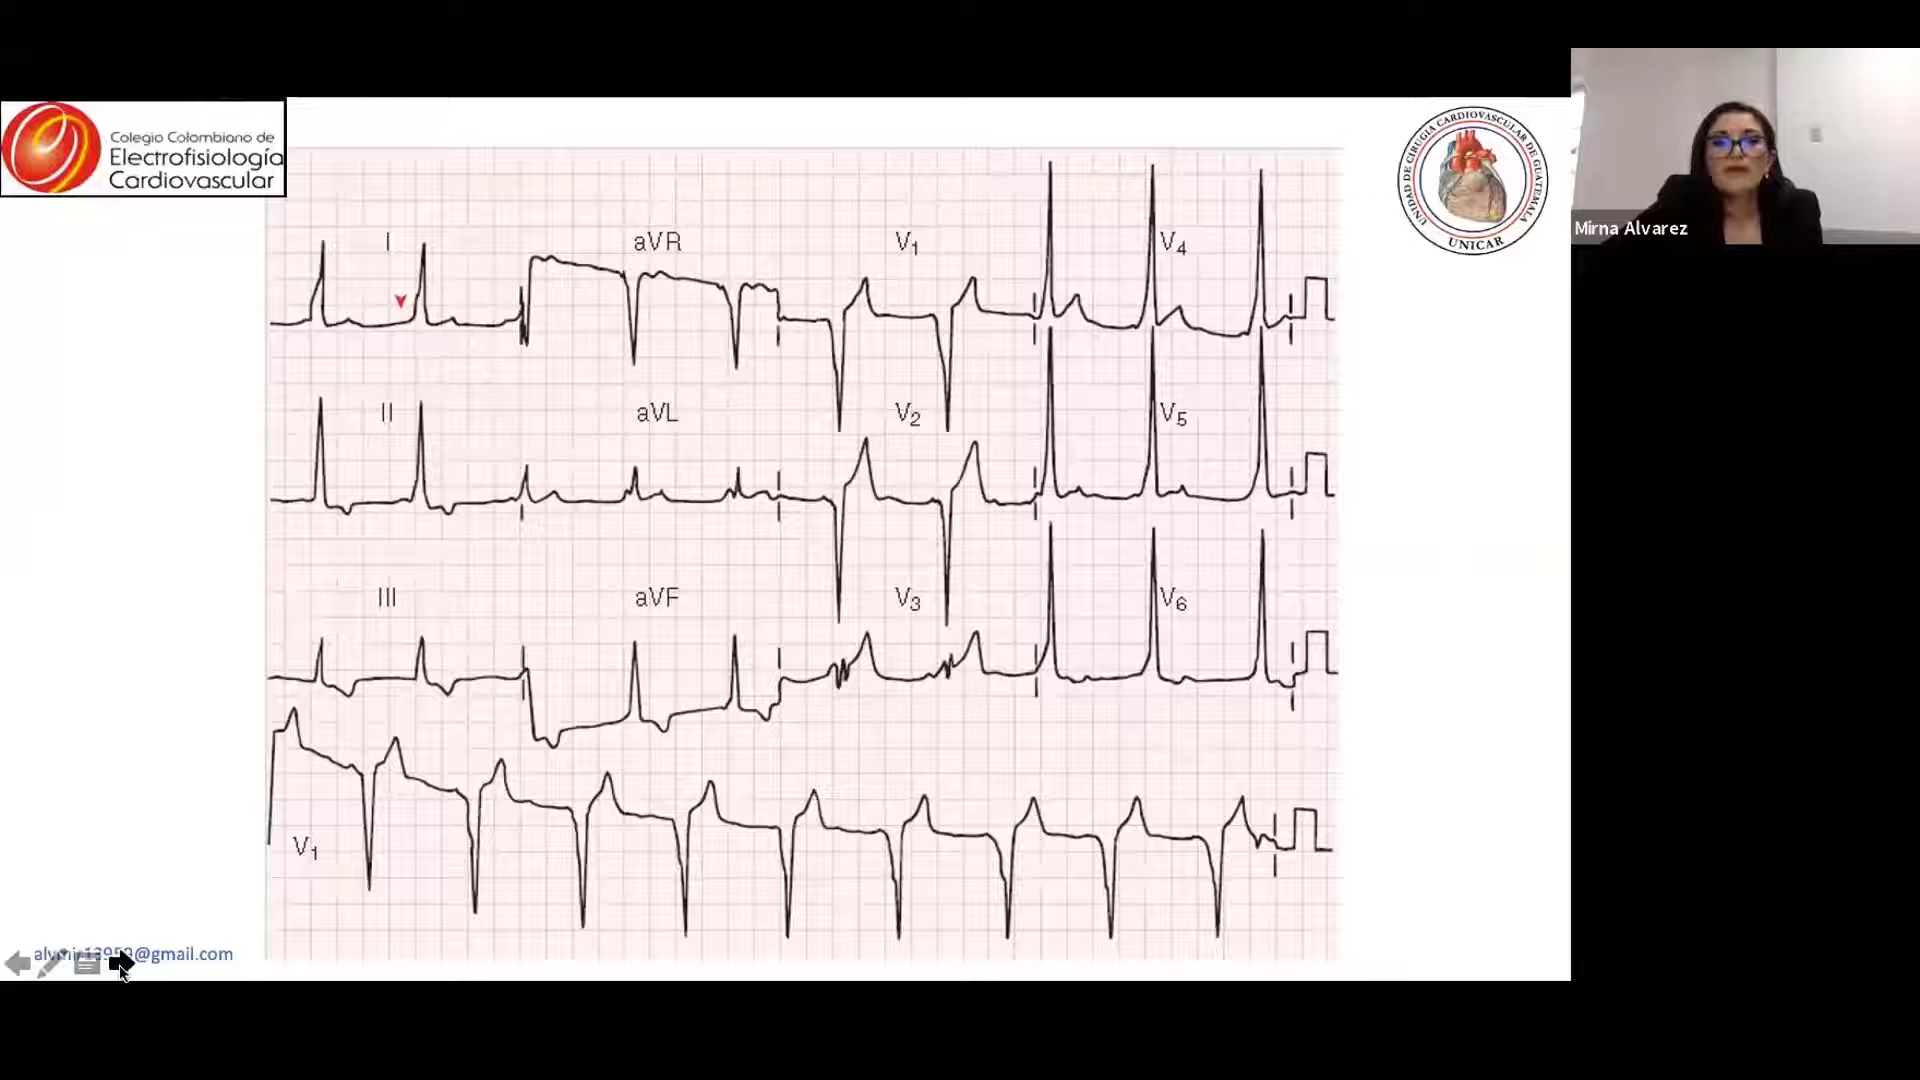 Colegio Colombiano de
Electrofisiología
Cardiovascular
UNIDAD DE CIRUGIA CARDIOVASCULAR DE GUATEMALA
UNICAR
Mirna Alvarez
I
aVR
V1
V4
II
aVL
V2
V5
III
aVF
V3
V6
V1
@gmail.com